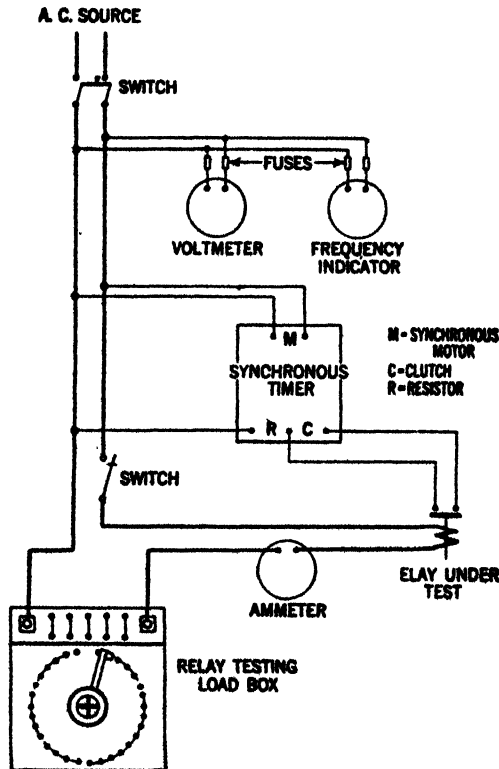 A. C. SOURCE
SWITCH
FUSES
VOLTMETER
FREQUENCY
INDICATOR
M
SYNCHRONOUS
TIMER
R C
M = SYNCHRONOUS
MOTOR
C = CLUTCH
R = RESISTOR
SWITCH
AMMETER
ELAY UNDER
TEST
RELAY TESTING
LOAD BOX